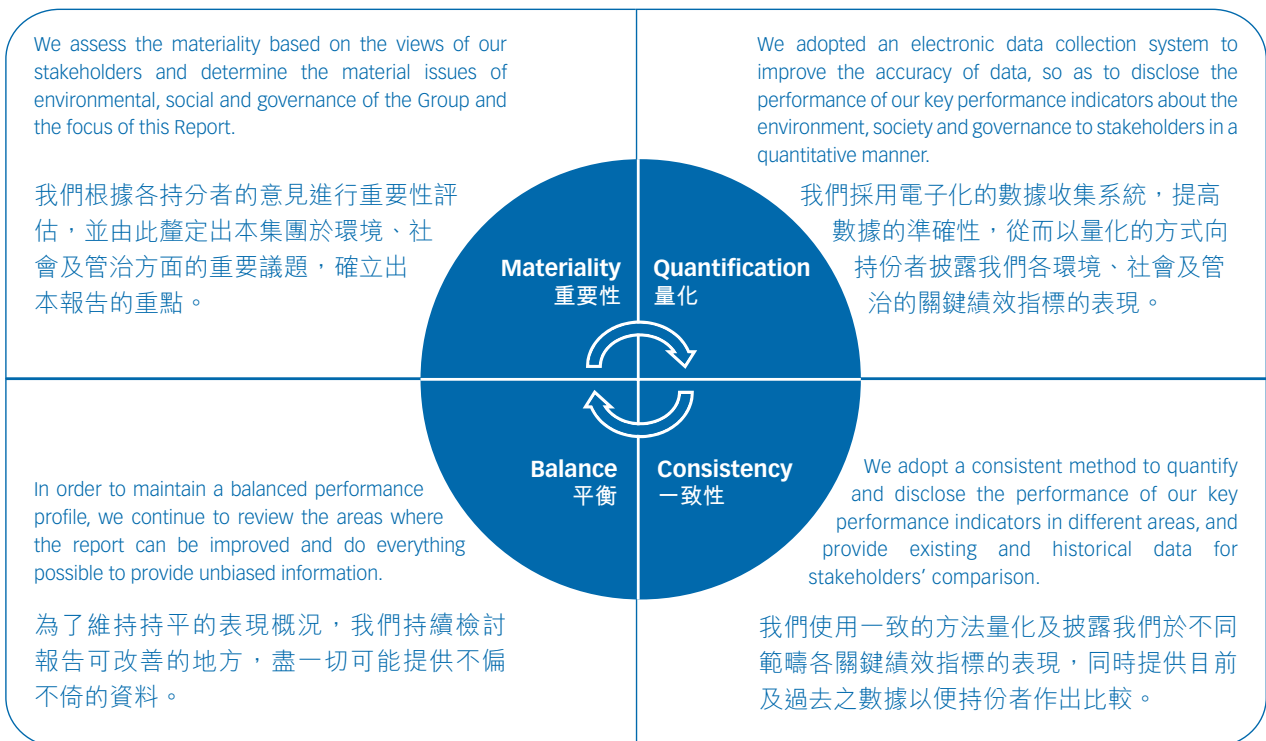 We assess the materiality based on the views of our
stakeholders and determine the material issues of
environmental, social and governance of the Group and
the focus of this Report.
我們根據各持分者的意見進行重要性評
估，並由此釐定出本集團於環境、社
會及管治方面的重要議題，確立出
本報告的重點。
Materiality
重要性
We adopted an electronic data collection system to
improve the accuracy of data, so as to disclose the
performance of our key performance indicators about the
environment, society and governance to stakeholders in a
quantitative manner.
我們採用電子化的數據收集系統，提高
數據的準確性，從而以量化的方式向
持份者披露我們各環境、社會及管
治的關鍵績效指標的表現。
Quantification
量化
Balance
平衡
In order to maintain a balanced performance
profile, we continue to review the areas where
the report can be improved and do everything
possible to provide unbiased information.
為了維持持平的表現概況，我們持續檢討
報告可改善的地方，盡一切可能提供不偏
不倚的資料。
Consistency
一致性
We adopt a consistent method to quantify
and disclose the performance of our key
performance indicators in different areas, and
provide existing and historical data for
stakeholders’ comparison.
我們使用一致的方法量化及披露我們於不同
範疇各關鍵績效指標的表現，同時提供目前
及過去之數據以便持份者作出比較。